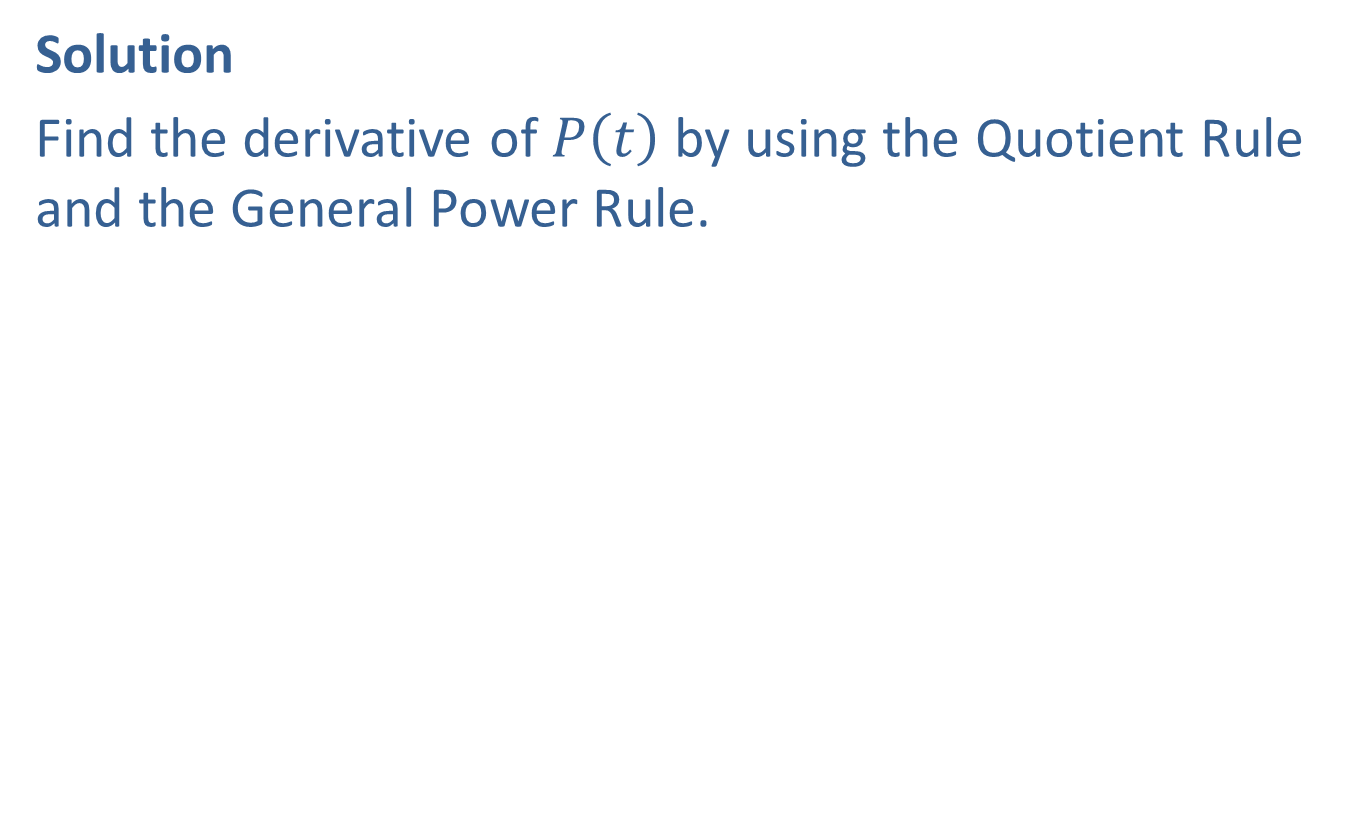 Solution
Find the derivative of P(t) by using the Quotient Rule
and the General Power Rule.